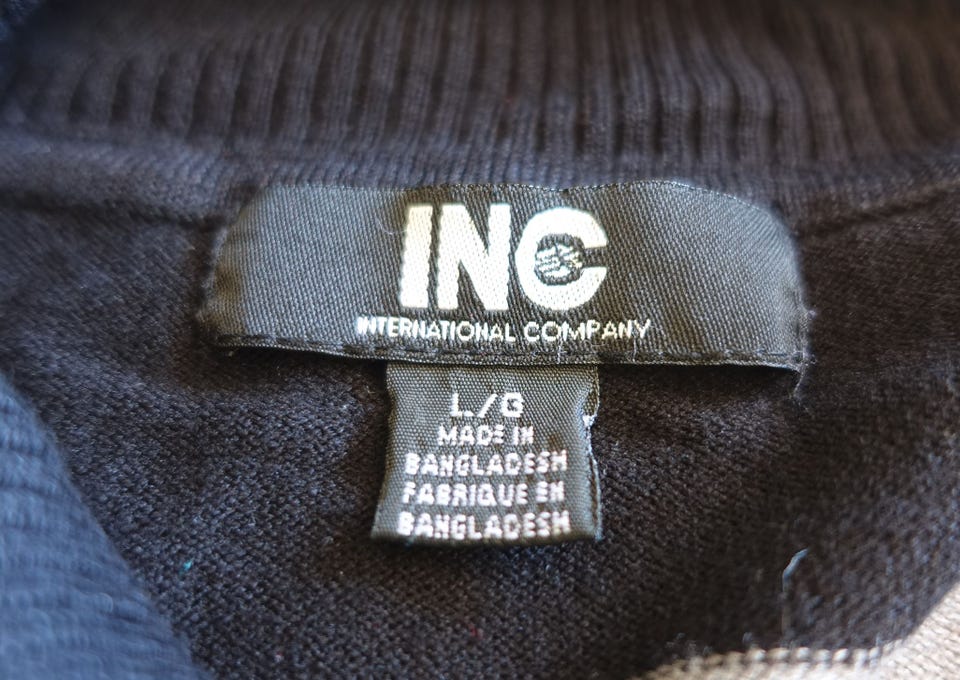 INC
INTERNATIONAL COMPANY
L/G
MADE IN
BANGLADESH
FABRIQUE EN
BANGLADESH